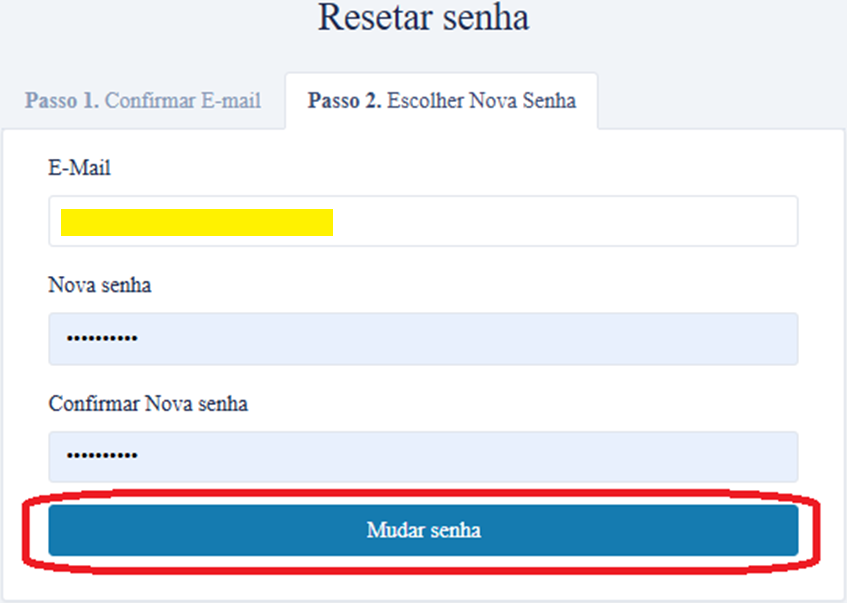 Resetar senha
Passo 1. Confirmar E-mail
Passo 2. Escolher Nova Senha
E-Mail
Nova senha
••••••••••
Confirmar Nova senha
••••••••••
Mudar senha